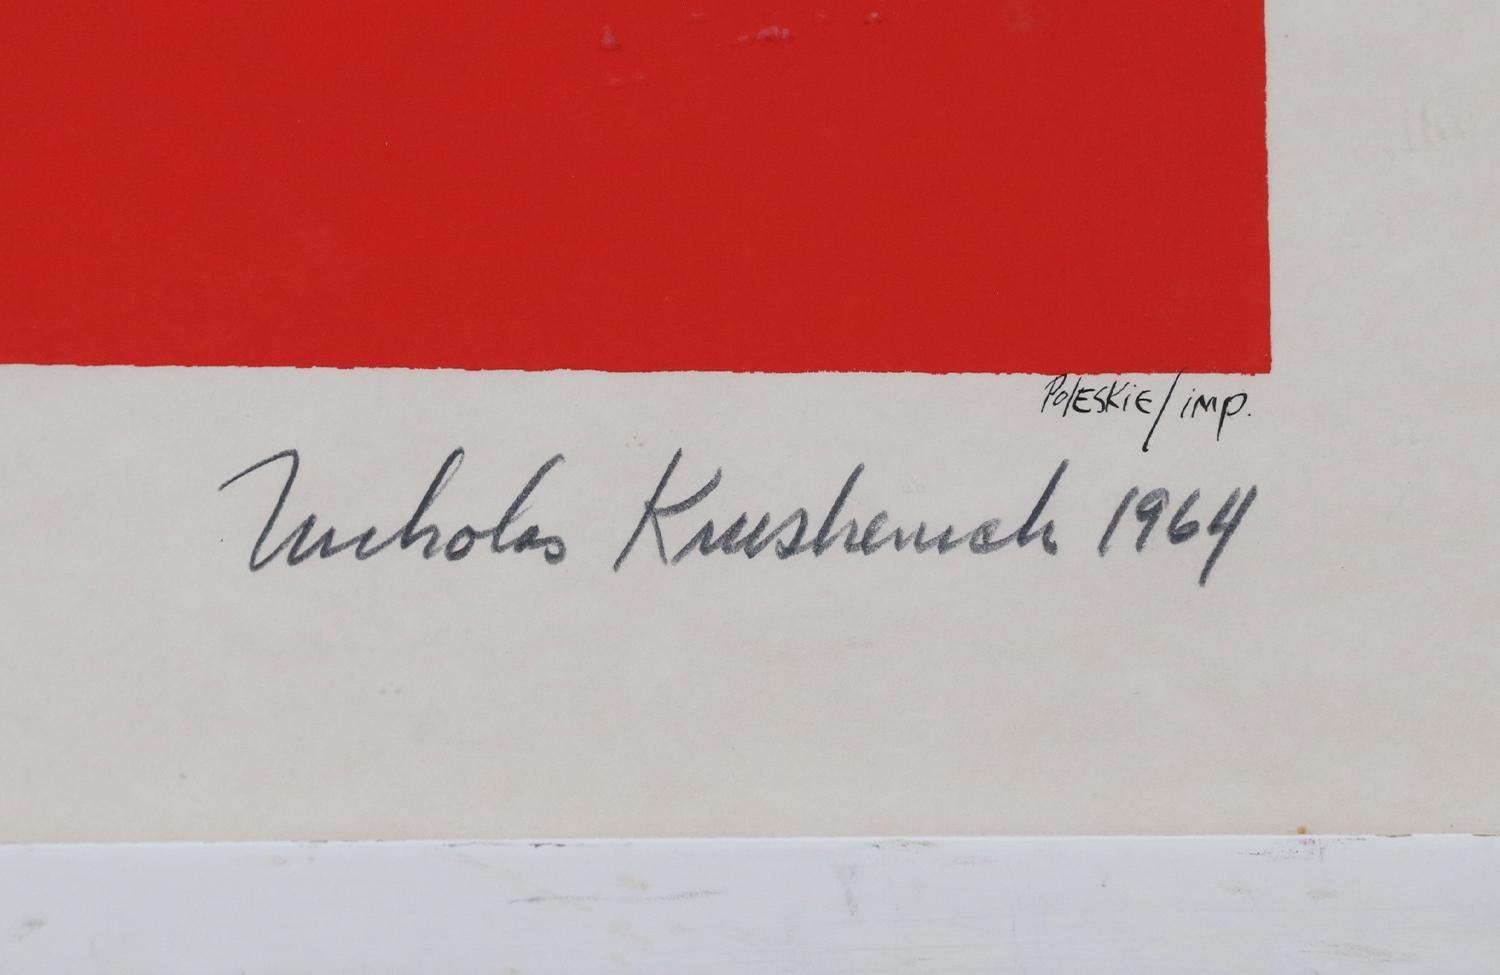 Poleskie/imp.
Nicholas Krushenick 1964